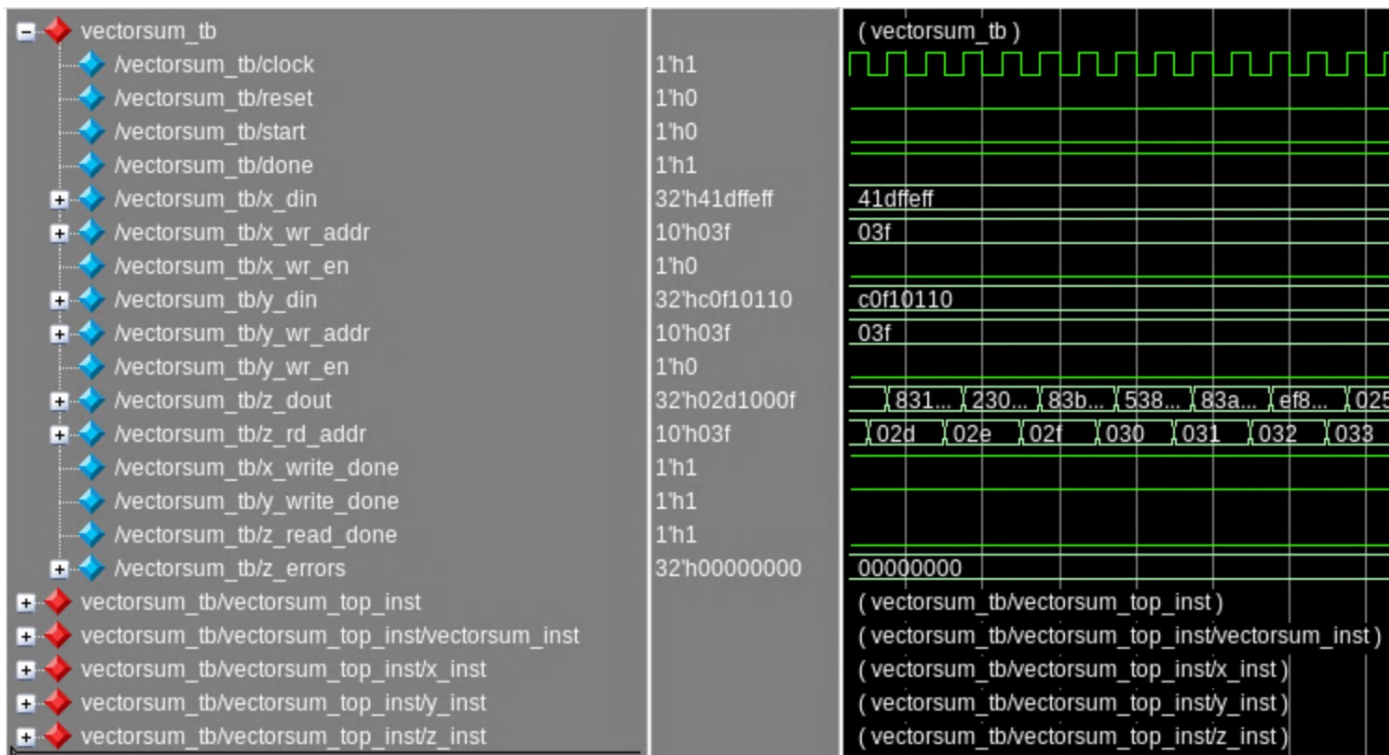 vectorsum_tb ( vectorsum_tb )
/vectorsum_tb/clock 1'h1
/vectorsum_tb/reset 1'h0
/vectorsum_tb/start 1'h0
/vectorsum_tb/done 1'h1
/vectorsum_tb/x_din 32'h41dffeff 41dffeff
/vectorsum_tb/x_wr_addr 10'h03f 03f
/vectorsum_tb/x_wr_en 1'h0
/vectorsum_tb/y_din 32'hc0f10110 c0f10110
/vectorsum_tb/y_wr_addr 10'h03f 03f
/vectorsum_tb/y_wr_en 1'h0
/vectorsum_tb/z_dout 32'h02d1000f 831... 230... 83b... 538... 83a... ef8... 025
/vectorsum_tb/z_rd_addr 10'h03f 02d 02e 02f 030 031 032 033
/vectorsum_tb/x_write_done 1'h1
/vectorsum_tb/y_write_done 1'h1
/vectorsum_tb/z_read_done 1'h1
/vectorsum_tb/z_errors 32'h00000000 00000000
vectorsum_tb/vectorsum_top_inst ( vectorsum_tb/vectorsum_top_inst )
vectorsum_tb/vectorsum_top_inst/vectorsum_inst ( vectorsum_tb/vectorsum_top_inst/vectorsum_inst )
vectorsum_tb/vectorsum_top_inst/x_inst ( vectorsum_tb/vectorsum_top_inst/x_inst )
vectorsum_tb/vectorsum_top_inst/y_inst ( vectorsum_tb/vectorsum_top_inst/y_inst )
vectorsum_tb/vectorsum_top_inst/z_inst ( vectorsum_tb/vectorsum_top_inst/z_inst )